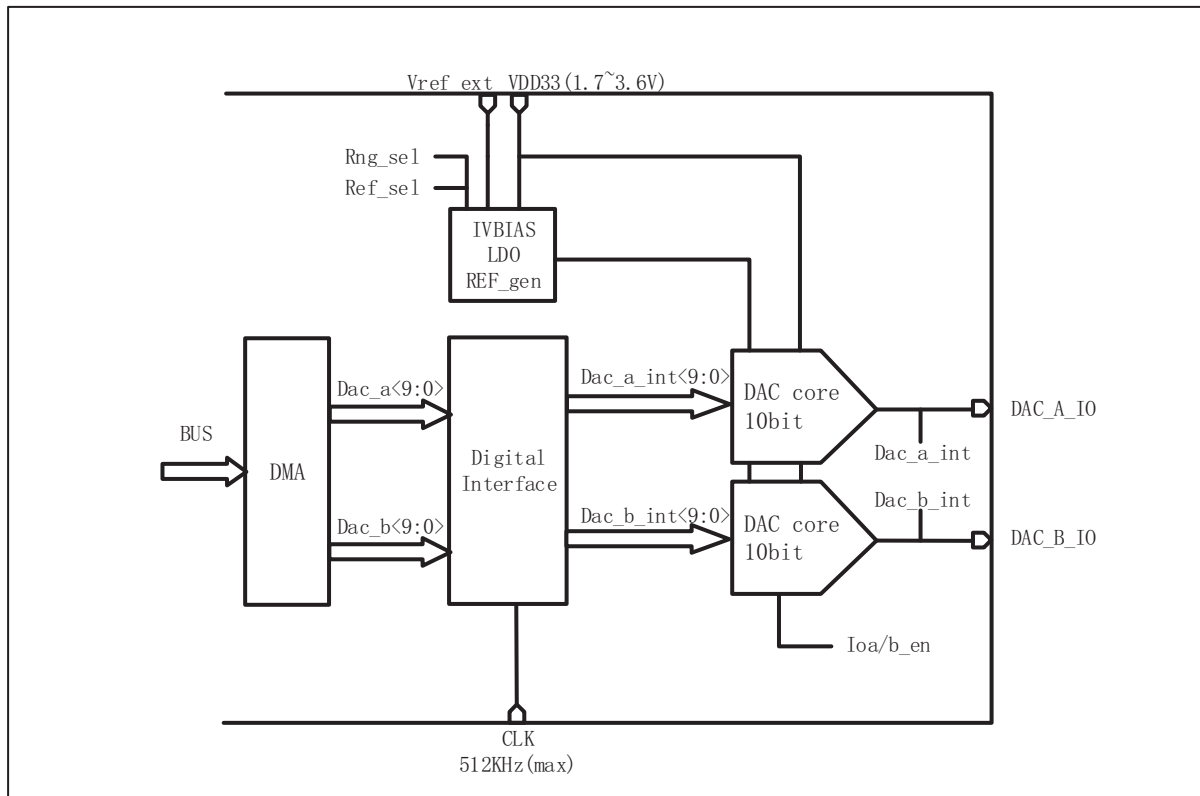 Vref ext VDD33(1.7~3.6V)
Rng_sel
Ref_sel
IVBIAS
LDO
REF_gen
Dac_a<9:0>
Dac_a_int<9:0>
DAC core
10bit
DAC_A_IO
BUS
DMA
Digital
Interface
Dac_a_int
Dac_b<9:0>
Dac_b_int<9:0>
Dac_b_int
DAC core
10bit
DAC_B_IO
Ioa/b_en
CLK
512KHz(max)